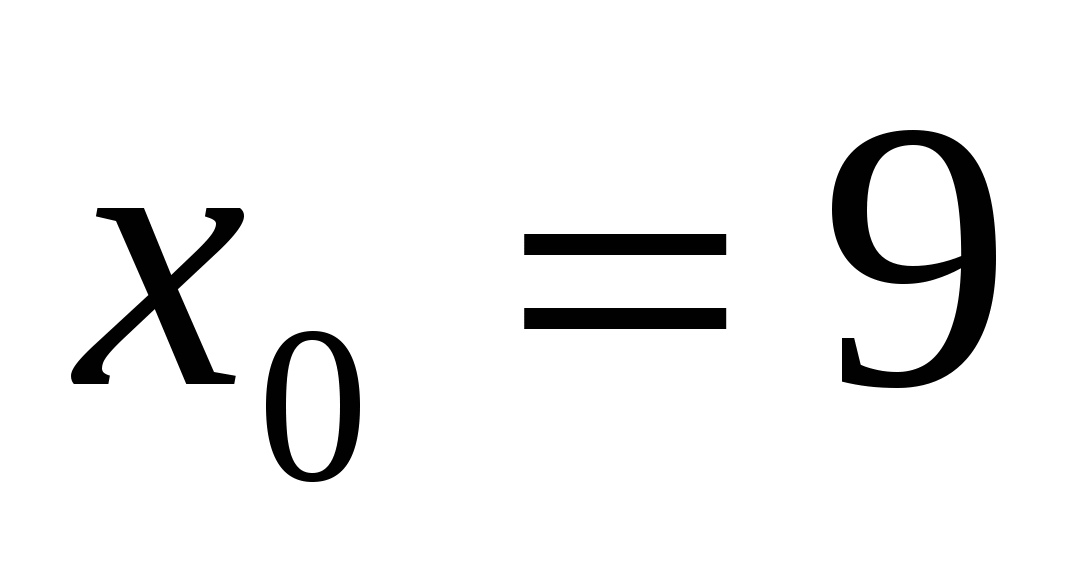 x₀ = 9